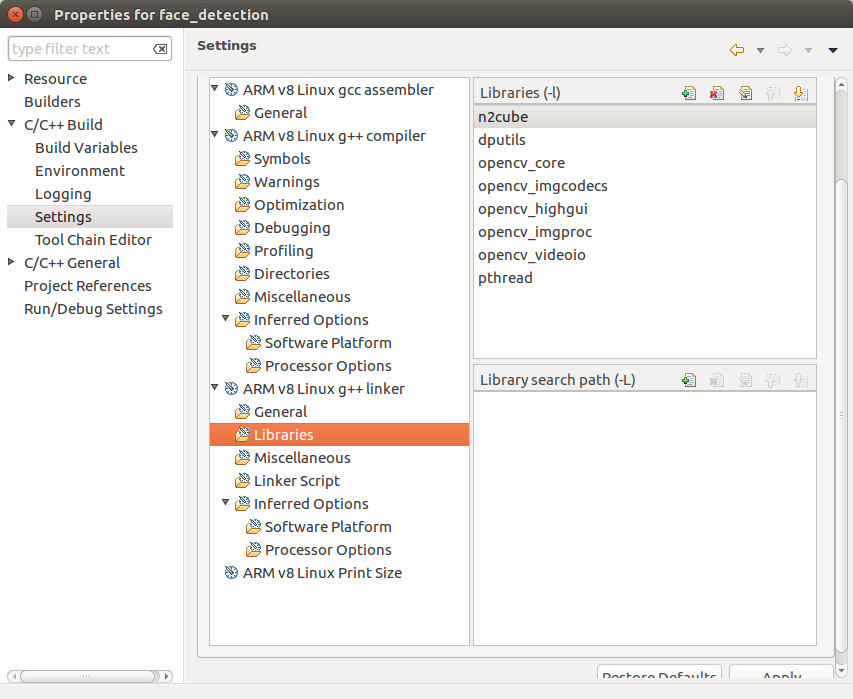 Properties for face_detection
type filter text
Resource
Builders
C/C++ Build
Build Variables
Environment
Logging
Settings
Tool Chain Editor
C/C++ General
Project References
Run/Debug Settings
Settings
ARM v8 Linux gcc assembler
General
ARM v8 Linux g++ compiler
Symbols
Warnings
Optimization
Debugging
Profiling
Directories
Miscellaneous
Inferred Options
Software Platform
Processor Options
ARM v8 Linux g++ linker
General
Libraries
Miscellaneous
Linker Script
Inferred Options
Software Platform
Processor Options
ARM v8 Linux Print Size
Libraries (-l)
n2cube
dputils
opencv_core
opencv_imgcodecs
opencv_highgui
opencv_imgproc
opencv_videoio
pthread
Library search path (-L)
Restore Defaults
Apply